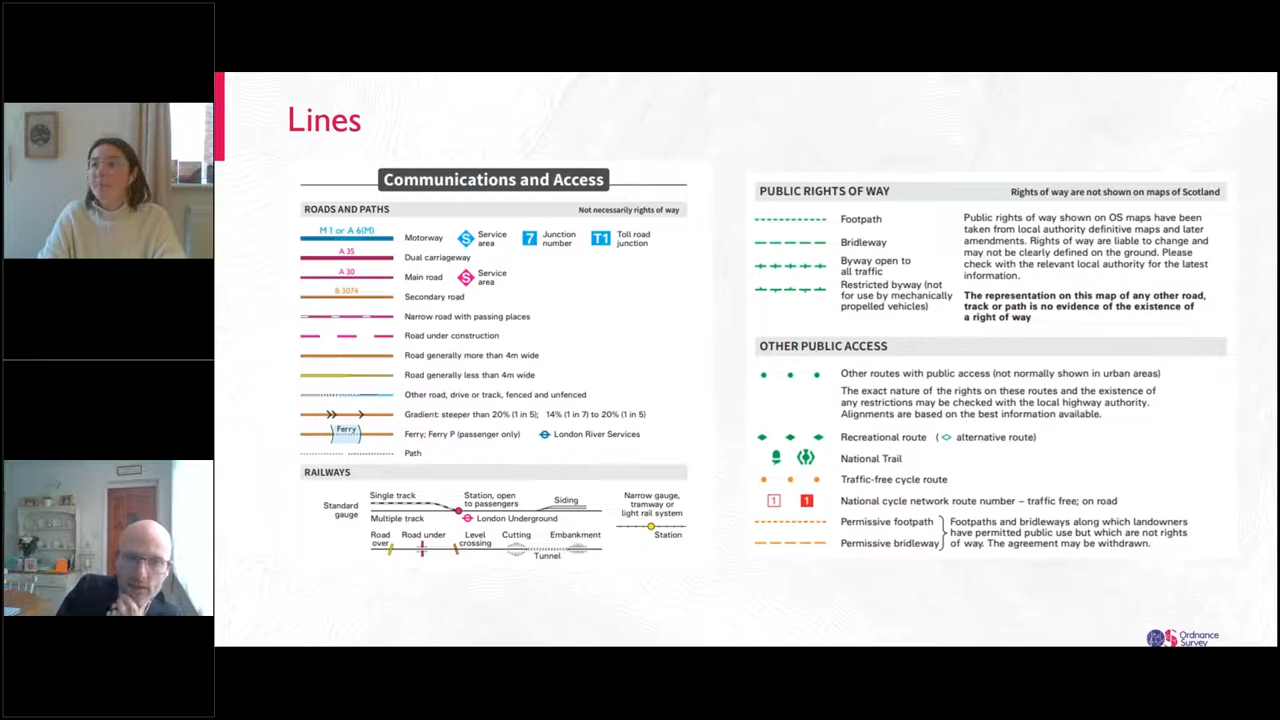 Lines
Communications and Access
ROADS AND PATHS Not necessarily rights of way
M 1 or A 6(M)
Motorway
S Service area
7 Junction number
T1 Toll road junction
A 35
Dual carriageway
A 30
Main road
S Service area
B 3074
Secondary road
Narrow road with passing places
Road under construction
Road generally more than 4m wide
Road generally less than 4m wide
Other road, drive or track, fenced and unfenced
Gradient: steeper than 20% (1 in 5); 14% (1 in 7) to 20% (1 in 5)
Ferry
Ferry; Ferry P (passenger only)
London River Services
Path
RAILWAYS
Standard gauge
Single track
Station, open to passengers
Siding
Narrow gauge, tramway or light rail system
Multiple track
London Underground
Station
Road over
Road under
Level crossing
Cutting
Embankment
Tunnel
PUBLIC RIGHTS OF WAY Rights of way are not shown on maps of Scotland
Footpath
Bridleway
Byway open to
all traffic
Restricted byway (not
for use by mechanically
propelled vehicles)
Public rights of way shown on OS maps have been
taken from local authority definitive maps and later
amendments. Rights of way are liable to change and
may not be clearly defined on the ground. Please
check with the relevant local authority for the latest
information.
The representation on this map of any other road,
track or path is no evidence of the existence of
a right of way
OTHER PUBLIC ACCESS
Other routes with public access (not normally shown in urban areas)
The exact nature of the rights on these routes and the existence of
any restrictions may be checked with the local highway authority.
Alignments are based on the best information available.
Recreational route ( alternative route)
National Trail
Traffic-free cycle route
1 1 National cycle network route number – traffic free; on road
Permissive footpath
Permissive bridleway
Footpaths and bridleways along which landowners
have permitted public use but which are not rights
of way. The agreement may be withdrawn.
Ordnance
Survey